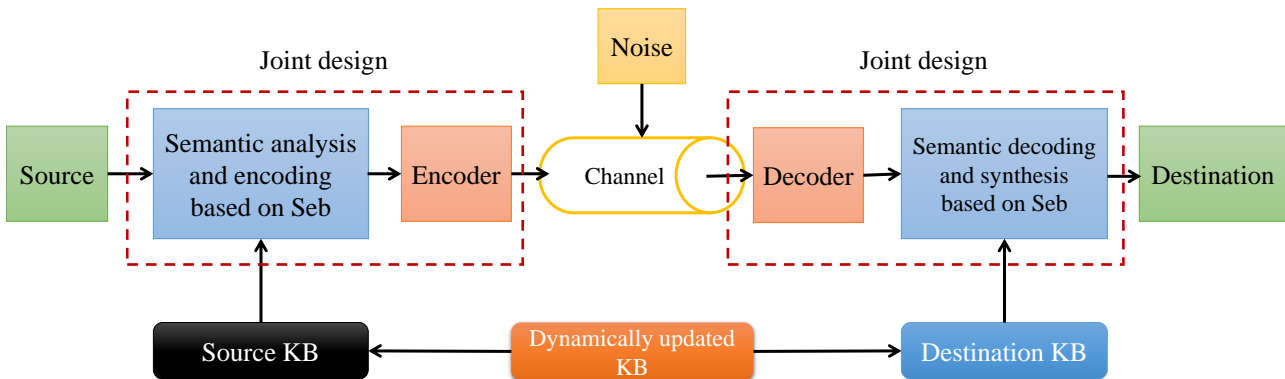 Noise
Joint design
Joint design
Source
Semantic analysis
and encoding
based on Seb
Encoder
Channel
Decoder
Semantic decoding
and synthesis
based on Seb
Destination
Source KB
Dynamically updated
KB
Destination KB